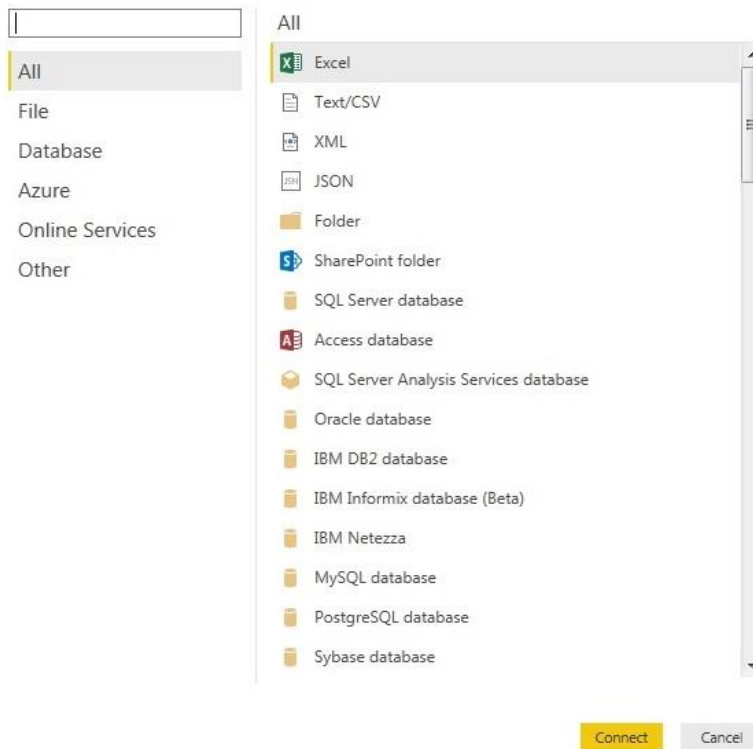 All
File
Database
Azure
Online Services
Other
All
Excel
Text/CSV
XML
JSON
Folder
SharePoint folder
SQL Server database
Access database
SQL Server Analysis Services database
Oracle database
IBM DB2 database
IBM Informix database (Beta)
IBM Netezza
MySQL database
PostgreSQL database
Sybase database
Connect
Cancel